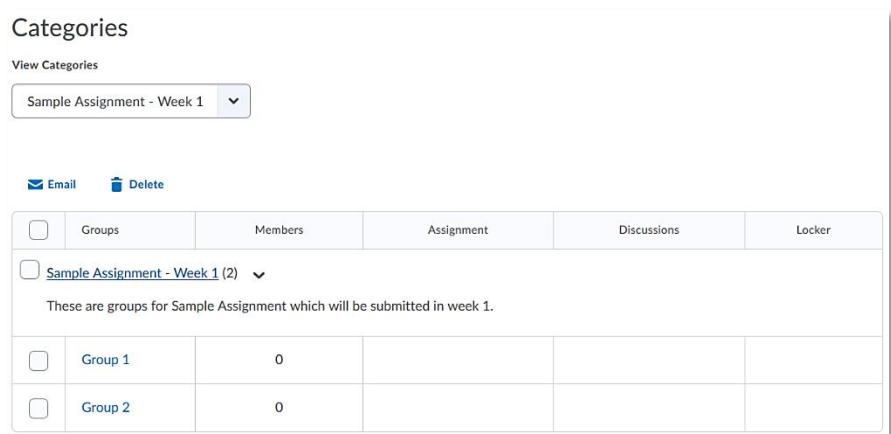 Categories
View Categories
Sample Assignment - Week 1
Email Delete
Groups Members Assignment Discussions Locker
Sample Assignment - Week 1 (2)
These are groups for Sample Assignment which will be submitted in week 1.
Group 1 0
Group 2 0